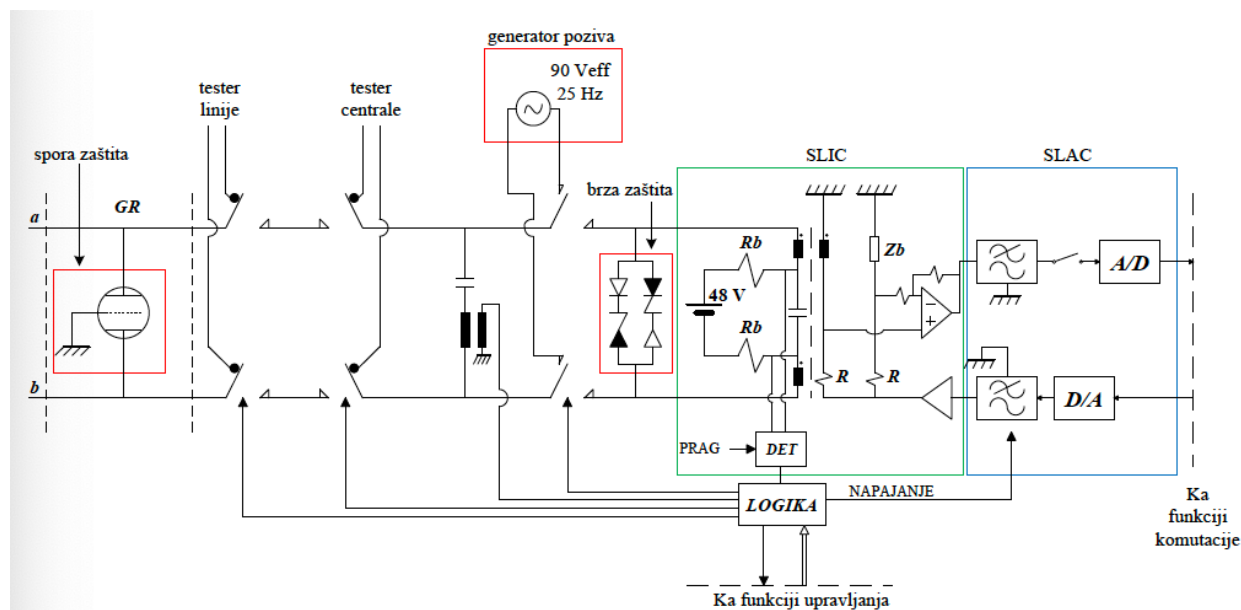 generator poziva
90 Veff
25 Hz
tester
linije
tester
centrale
spora zaštita
GR
a
b
brza zaštita
SLIC
SLAC
Rb
48 V
Rb
Zb
R
R
−
+
A/D
D/A
PRAG
DET
LOGIKA
NAPAJANJE
Ka
funkciji
komutacije
Ka funkciji upravljanja